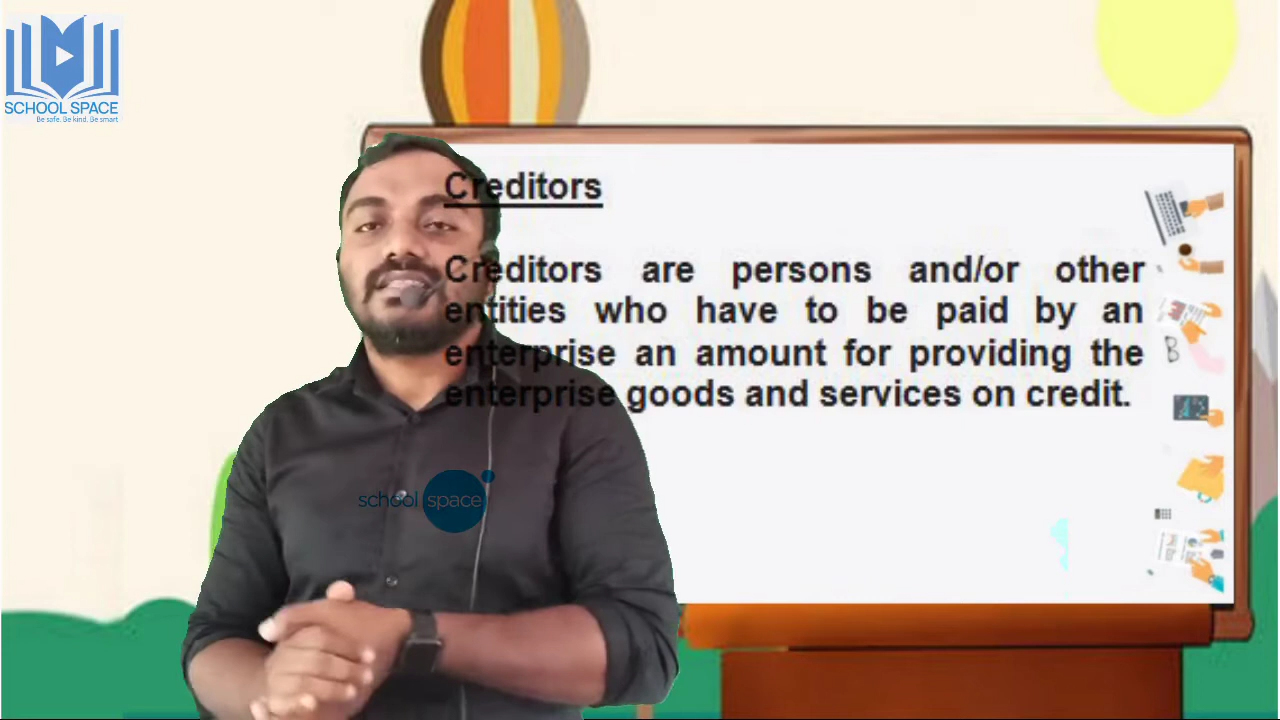 SCHOOL SPACE
Be safe. Be kind. Be smart
Creditors
Creditors are persons and/or other
entities who have to be paid by an
enterprise an amount for providing the
enterprise goods and services on credit.
B
school space